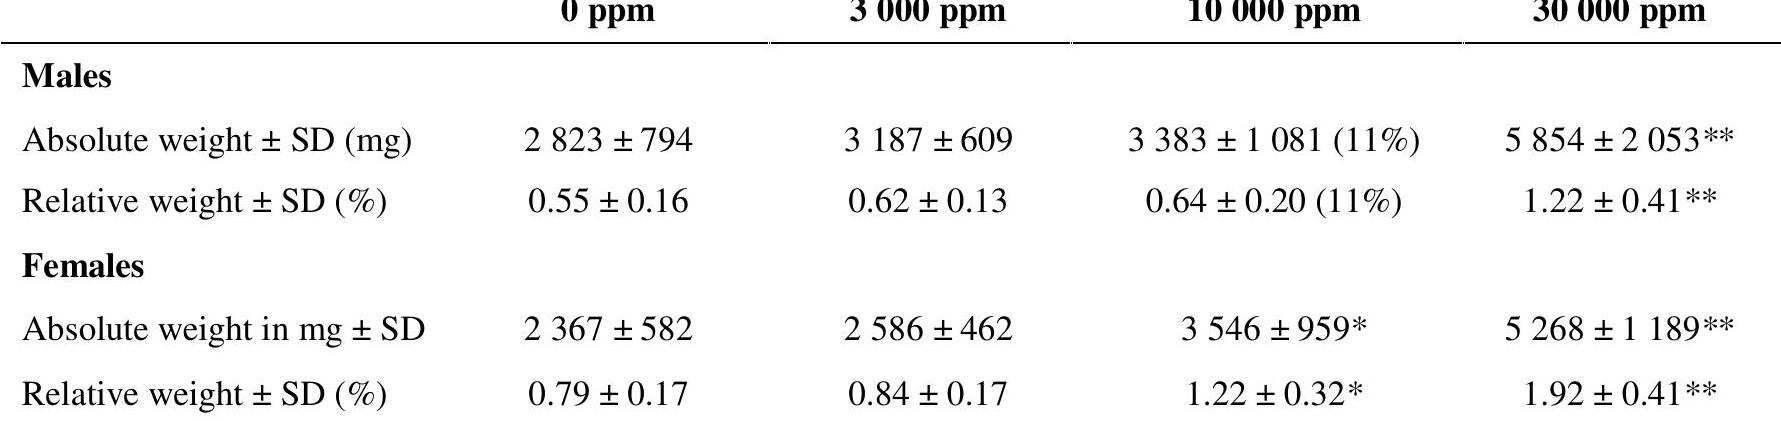 0 ppm 3 000 ppm 10 000 ppm 30 000 ppm
Males
Absolute weight ± SD (mg) 2 823 ± 794 3 187 ± 609 3 383 ± 1 081 (11%) 5 854 ± 2 053**
Relative weight ± SD (%) 0.55 ± 0.16 0.62 ± 0.13 0.64 ± 0.20 (11%) 1.22 ± 0.41**
Females
Absolute weight in mg ± SD 2 367 ± 582 2 586 ± 462 3 546 ± 959* 5 268 ± 1 189**
Relative weight ± SD (%) 0.79 ± 0.17 0.84 ± 0.17 1.22 ± 0.32* 1.92 ± 0.41**